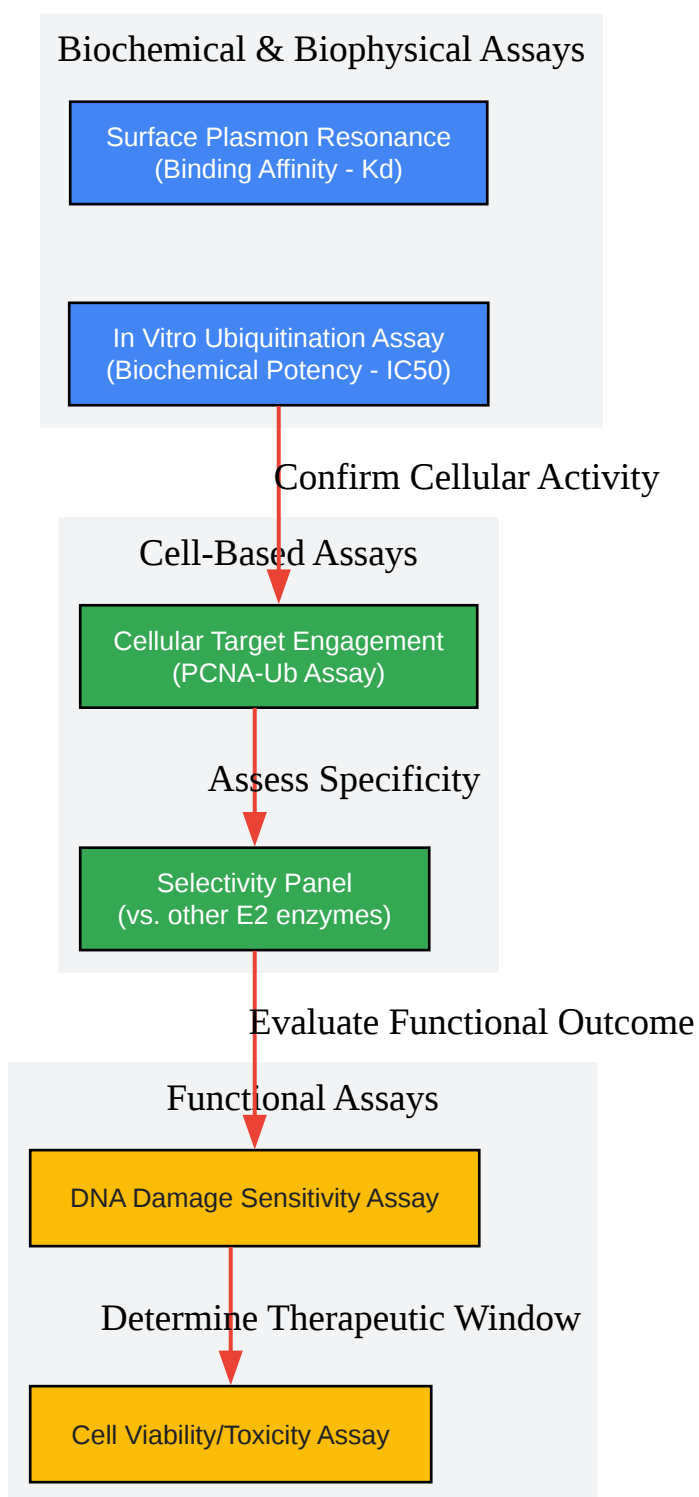 Biochemical & Biophysical Assays
Surface Plasmon Resonance
(Binding Affinity - Kd)
In Vitro Ubiquitination Assay
(Biochemical Potency - IC50)
Confirm Cellular Activity
Cell-Based Assays
Cellular Target Engagement
(PCNA-Ub Assay)
Assess Specificity
Selectivity Panel
(vs. other E2 enzymes)
Evaluate Functional Outcome
Functional Assays
DNA Damage Sensitivity Assay
Determine Therapeutic Window
Cell Viability/Toxicity Assay